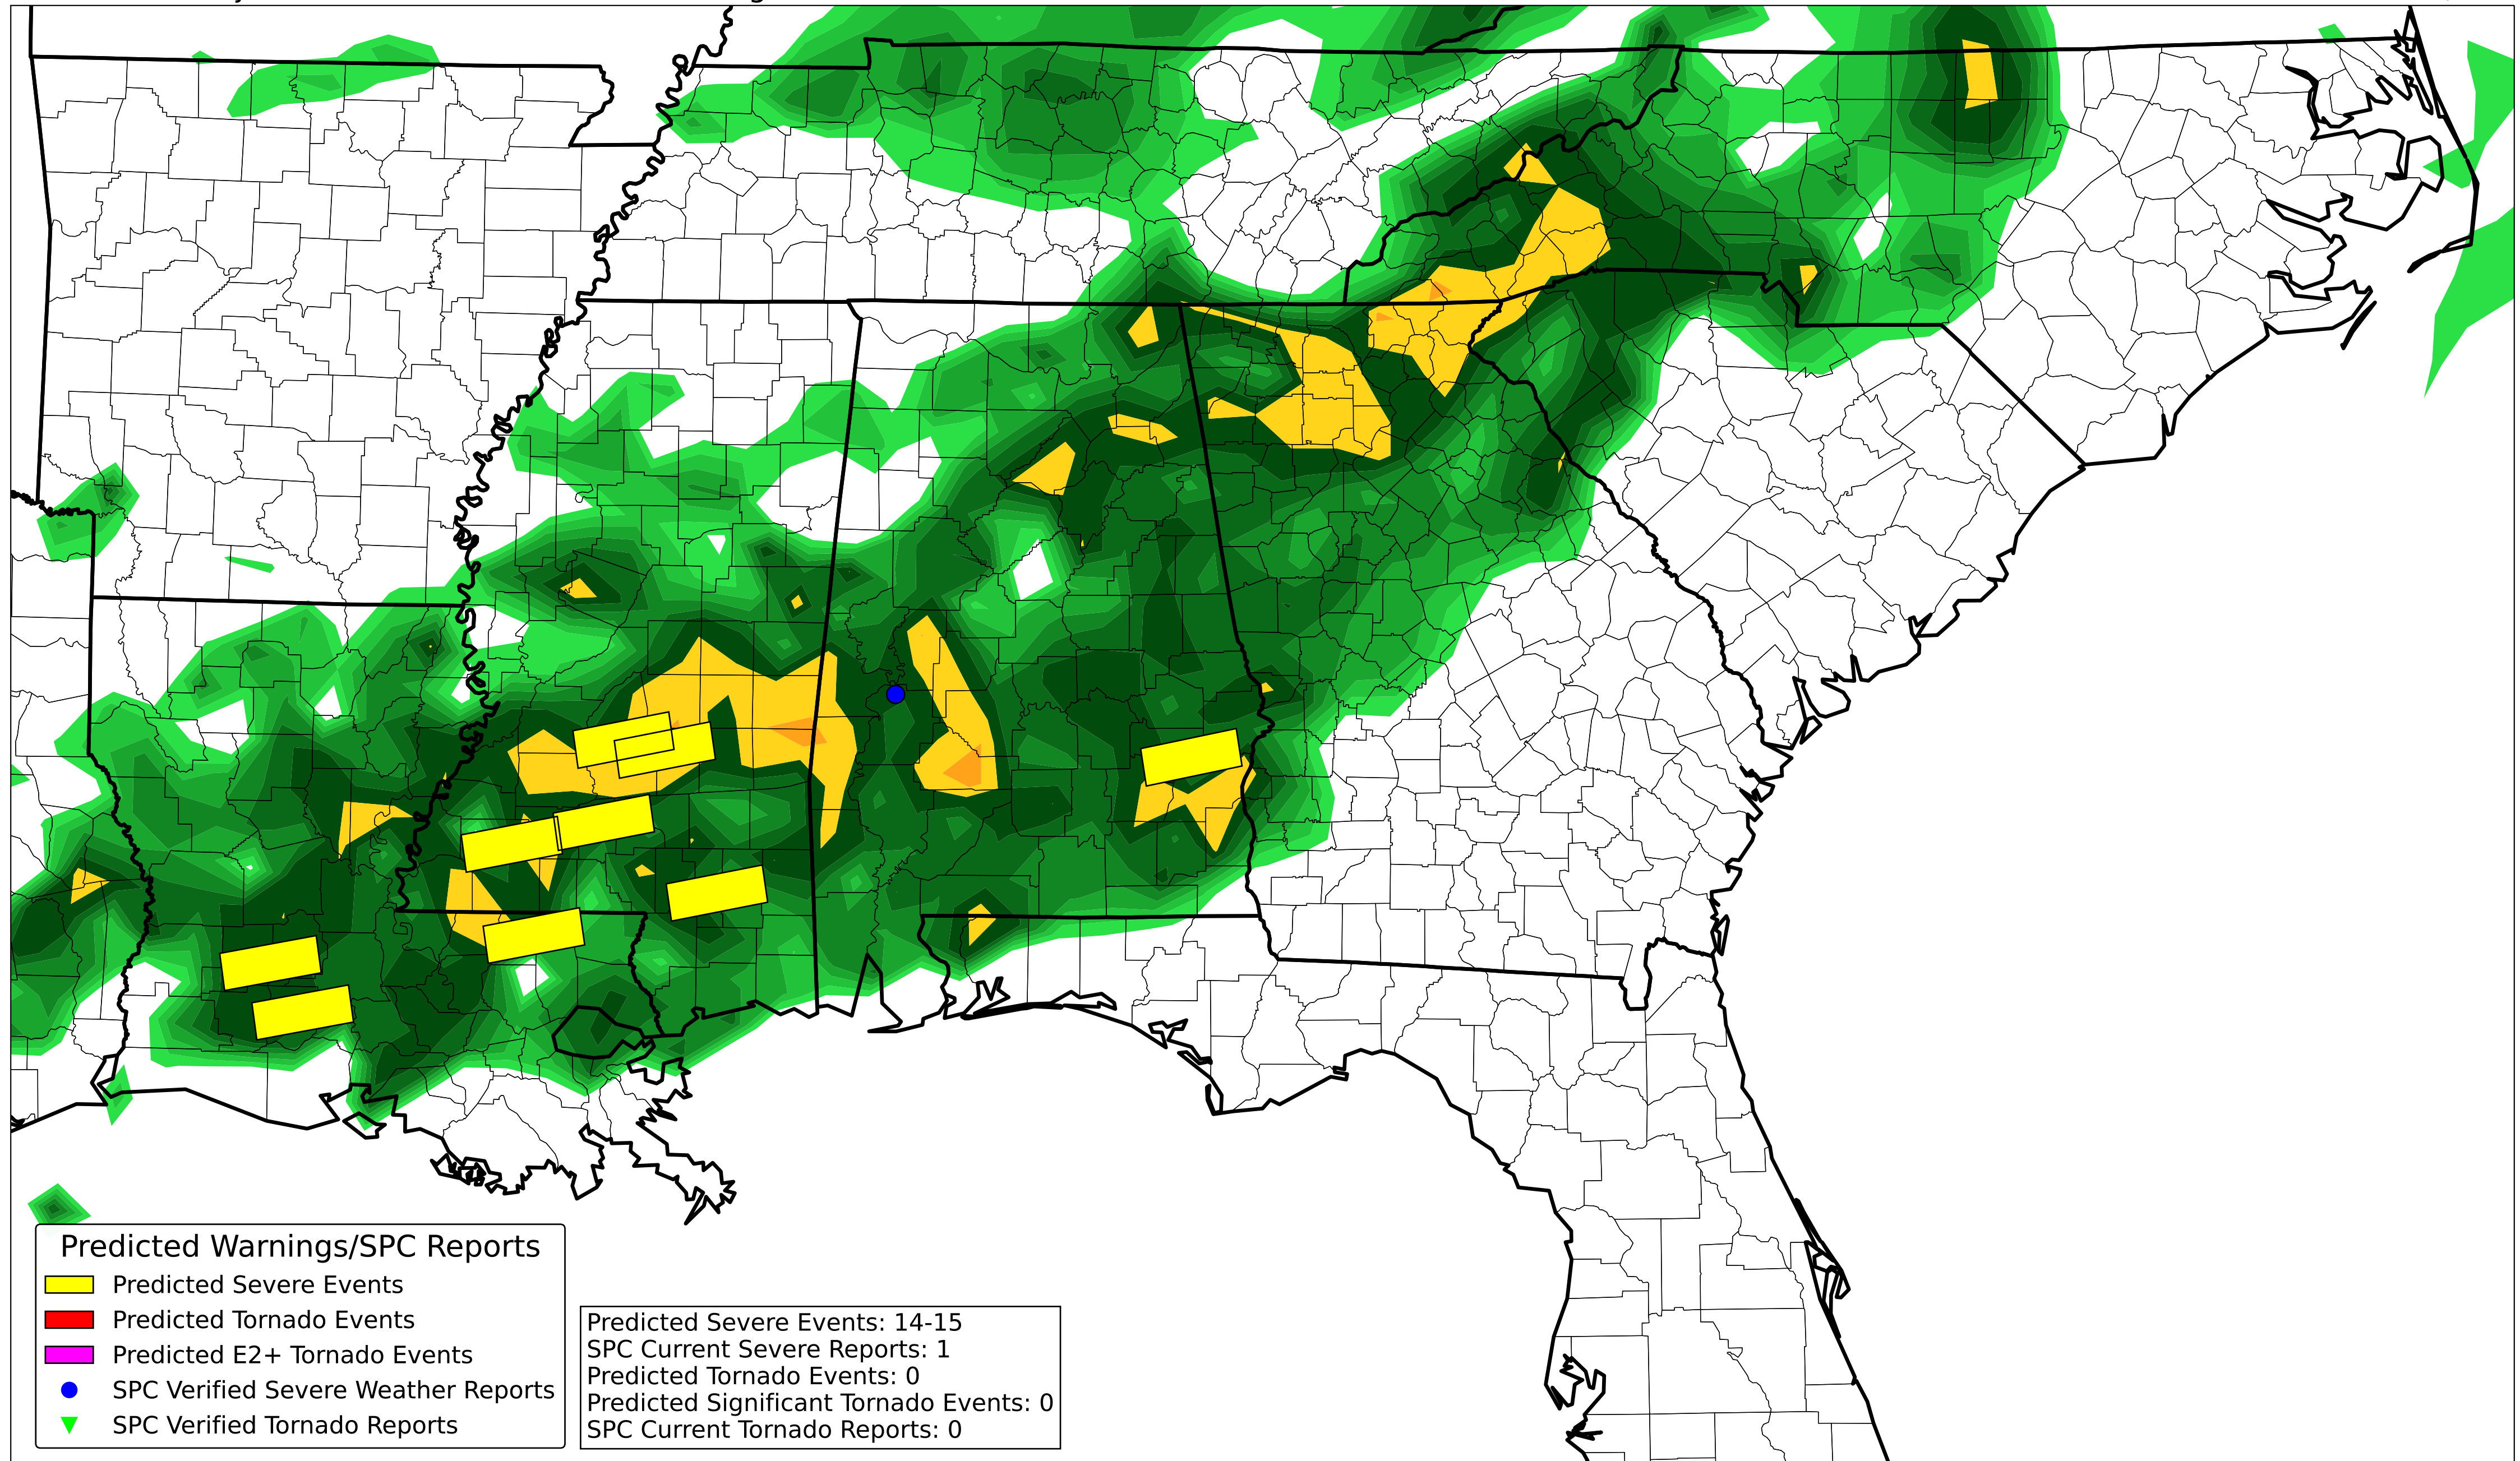 Predicted Warnings/SPC Reports
Predicted Severe Events
Predicted Tornado Events
Predicted E2+ Tornado Events
SPC Verified Severe Weather Reports
SPC Verified Tornado Reports
Predicted Severe Events: 14-15
SPC Current Severe Reports: 1
Predicted Tornado Events: 0
Predicted Significant Tornado Events: 0
SPC Current Tornado Reports: 0